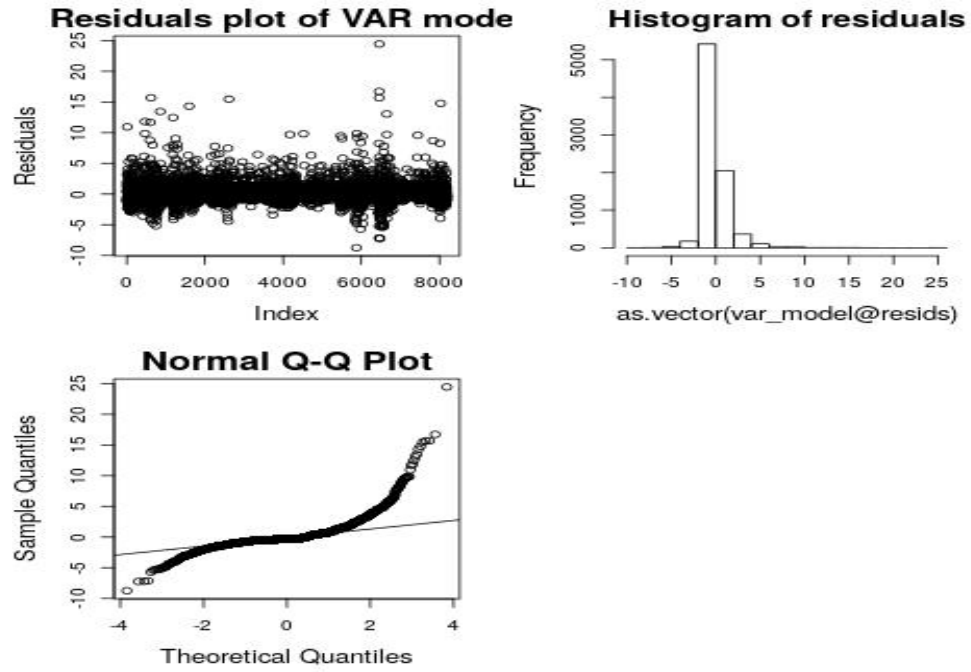 Residuals plot of VAR mode
Residuals
25
20
15
10
5
0
-5
-10
0 2000 4000 6000 8000
Index
Histogram of residuals
Frequency
5000
3000
1000
0
-10 -5 0 5 10 15 20 25
as.vector(var_model@resids)
Normal Q-Q Plot
Sample Quantiles
25
20
15
10
5
0
-5
-10
-4 -2 0 2 4
Theoretical Quantiles